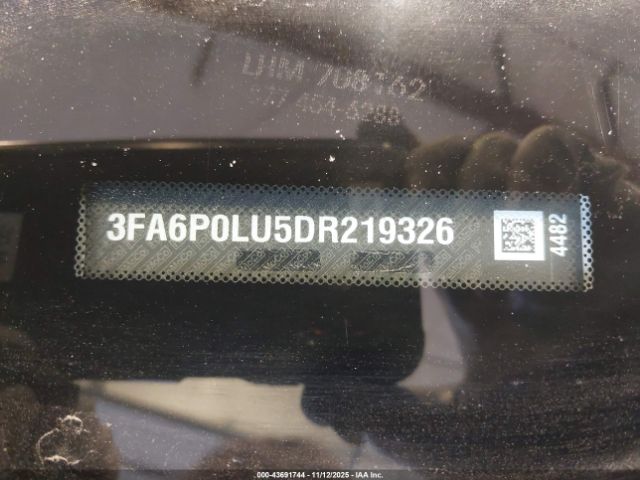 3FA6P0LU5DR219326
4482
000-43691744 - 11/12/2025 - © IAA Inc.